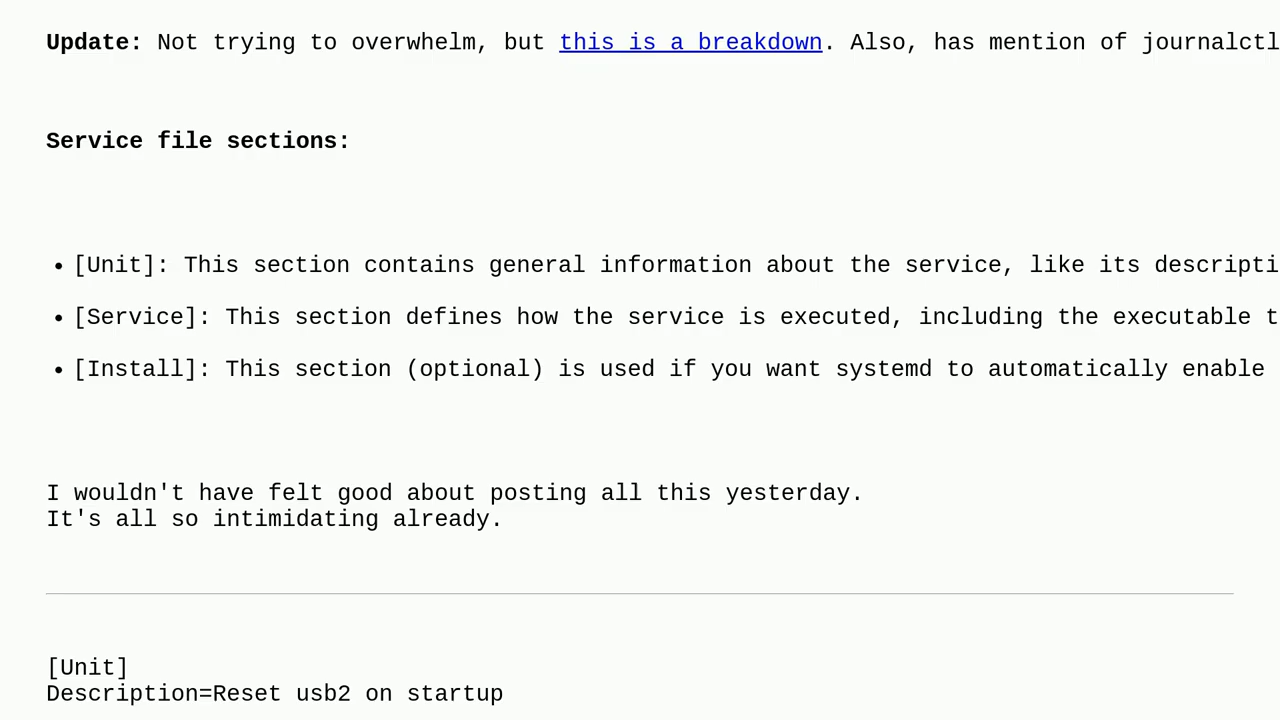 Update: Not trying to overwhelm, but this is a breakdown. Also, has mention of journalctl
Service file sections:
• [Unit]: This section contains general information about the service, like its descripti
• [Service]: This section defines how the service is executed, including the executable t
• [Install]: This section (optional) is used if you want systemd to automatically enable
I wouldn't have felt good about posting all this yesterday.
It's all so intimidating already.
[Unit]
Description=Reset usb2 on startup